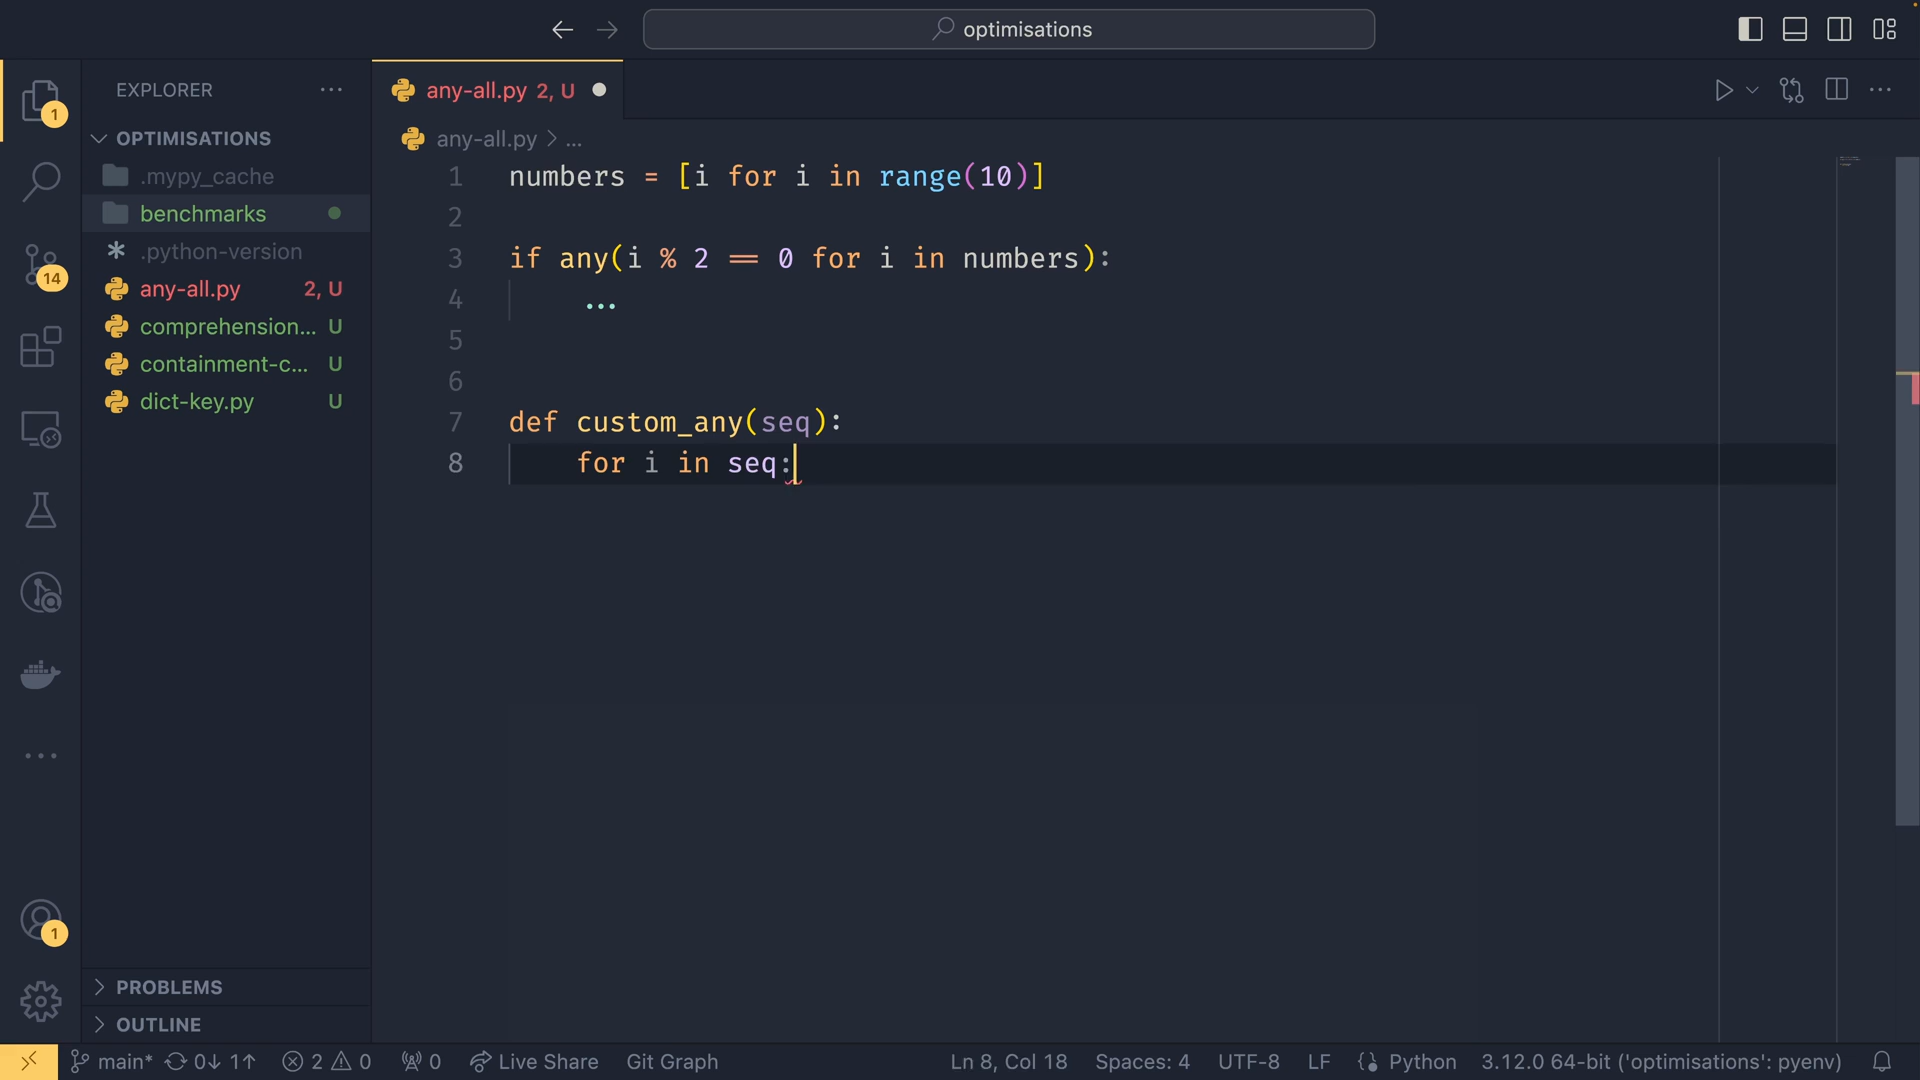 optimisations
EXPLORER
any-all.py 2, U
1
OPTIMISATIONS
any-all.py > ...
.mypy_cache
benchmarks
.python-version
14
any-all.py 2, U
comprehension... U
containment-c... U
dict-key.py U
1 numbers = [i for i in range(10)]
2
3 if any(i % 2 == 0 for i in numbers):
4 ...
5
6
7 def custom_any(seq):
8 for i in seq:
1
PROBLEMS
OUTLINE
main* 0↓ 1↑ 2 0 0 Live Share Git Graph Ln 8, Col 18 Spaces: 4 UTF-8 LF Python 3.12.0 64-bit ('optimisations': pyenv)